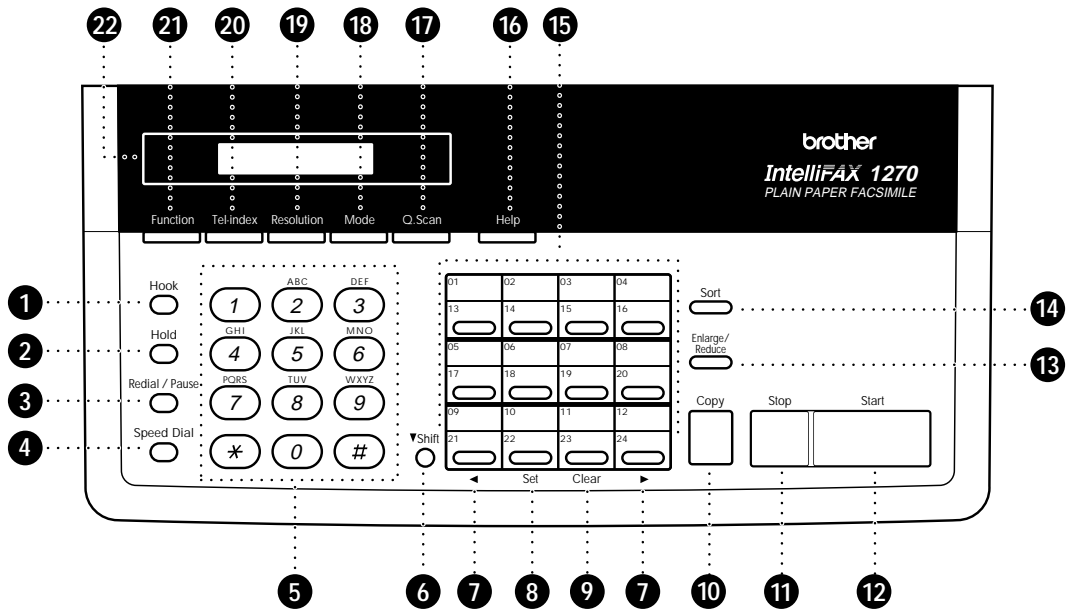 22 21 20 19 18 17 16 15
brother
IntelliFAX 1270
PLAIN PAPER FACSIMILE
Function Tel-index Resolution Mode Q.Scan Help
1 Hook
2 Hold
3 Redial / Pause
4 Speed Dial
ABC DEF
1 2 3
GHI JKL MNO
4 5 6
PQRS TUV WXYZ
7 8 9
* 0 #
▼Shift
01 02 03 04
13 14 15 16
05 06 07 08
17 18 19 20
09 10 11 12
21 22 23 24
◄ Set Clear ►
Sort 14
Enlarge/
Reduce 13
Copy Stop Start
5 6 7 8 9 7 10 11 12